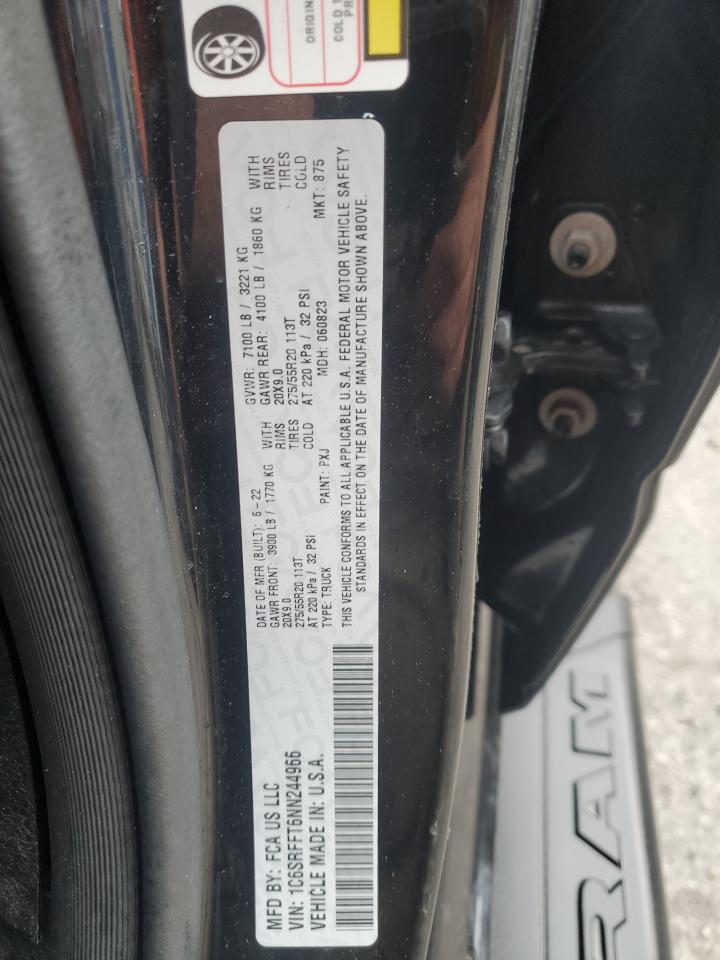 ORIGIN
COLD
MFD BY: FCA US LLC
VIN: 1C6SRFFT6NN244966
VEHICLE MADE IN: U.S.A.
DATE OF MFR (BUILT): 6-22
GAWR FRONT: 3900 LB / 1770 KG WITH
20X9.0 RIMS
275/55R20 113T TIRES
AT 220 kPa / 32 PSI COLD
TYPE: TRUCK PAINT: PXJ
GVWR: 7100 LB / 3221 KG
GAWR REAR: 4100 LB / 1860 KG WITH
20X9.0 RIMS
275/55R20 113T TIRES
AT 220 kPa / 32 PSI COLD
MDH: 060823 MKT: 875
THIS VEHICLE CONFORMS TO ALL APPLICABLE U.S.A. FEDERAL MOTOR VEHICLE SAFETY
STANDARDS IN EFFECT ON THE DATE OF MANUFACTURE SHOWN ABOVE.
RAM